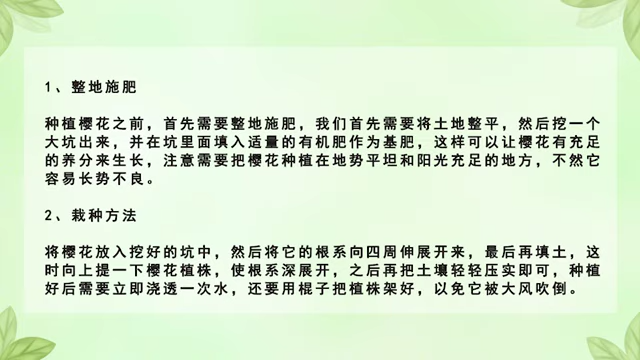 1、整地施肥
种植樱花之前，首先需要整地施肥，我们首先需要将土地整平，然后挖一个
大坑出来，并在坑里面填入适量的有机肥作为基肥，这样可以让樱花有充足
的养分来生长，注意需要把樱花种植在地势平坦和阳光充足的地方，不然它
容易长势不良。
2、栽种方法
将樱花放入挖好的坑中，然后将它的根系向四周伸展开来，最后再填土，这
时向上提一下樱花植株，使根系深展开，之后再把土壤轻轻压实即可，种植
好后需要立即浇透一次水，还要用棍子把植株架好，以免它被大风吹倒。